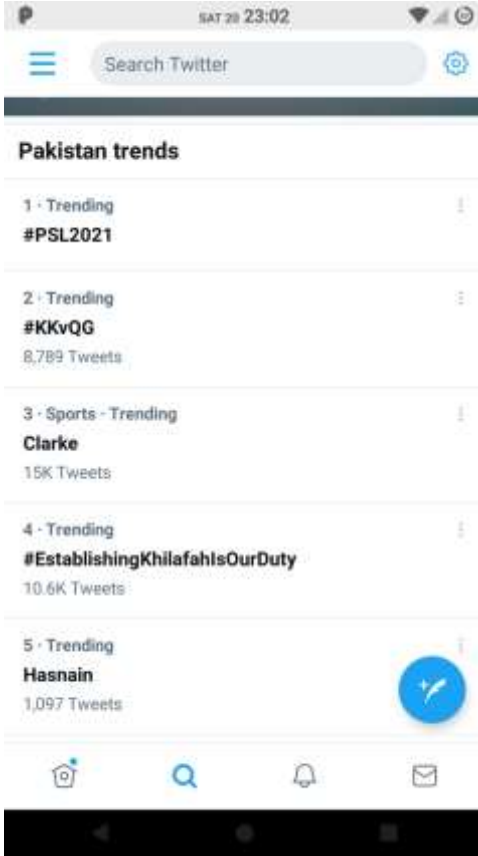 SAT 20 23:02
Search Twitter
Pakistan trends
1 · Trending
#PSL2021
2 · Trending
#KKvQG
8,789 Tweets
3 · Sports · Trending
Clarke
15K Tweets
4 · Trending
#EstablishingKhilafahIsOurDuty
10.6K Tweets
5 · Trending
Hasnain
1,097 Tweets